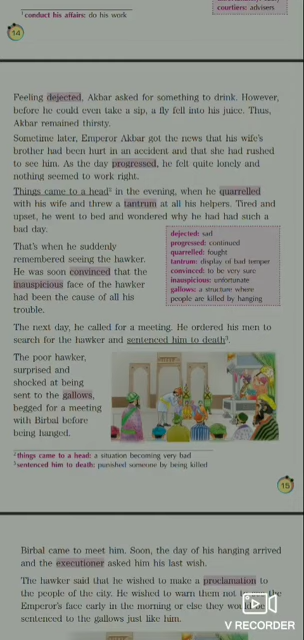 ¹conduct his affairs: do his work
courtiers: advisers
14
Feeling dejected, Akbar asked for something to drink. However,
before he could even take a sip, a fly fell into his juice. Thus,
Akbar remained thirsty.
Sometime later, Emperor Akbar got the news that his wife's
brother had been hurt in an accident and that she had rushed
to see him. As the day progressed, he felt quite lonely and
nothing seemed to work right.
Things came to a head² in the evening, when he quarrelled
with his wife and threw a tantrum at all his helpers. Tired and
upset, he went to bed and wondered why he had had such a
bad day.
That's when he suddenly
remembered seeing the hawker.
He was soon convinced that the
inauspicious face of the hawker
had been the cause of all his
trouble.
dejected: sad
progressed: continued
quarrelled: fought
tantrum: display of bad temper
convinced: to be very sure
inauspicious: unfortunate
gallows: a structure where
people are killed by hanging
The next day, he called for a meeting. He ordered his men to
search for the hawker and sentenced him to death³.
The poor hawker,
surprised and
shocked at being
sent to the gallows,
begged for a meeting
with Birbal before
being hanged.
²things came to a head: a situation becoming very bad
³sentenced him to death: punished someone by being killed
15
Birbal came to meet him. Soon, the day of his hanging arrived
and the executioner asked him his last wish.
The hawker said that he wished to make a proclamation to
the people of the city. He wished to warn them not the
Emperor's face early in the morning or else they would be
sentenced to the gallows just like him.
V RECORDER